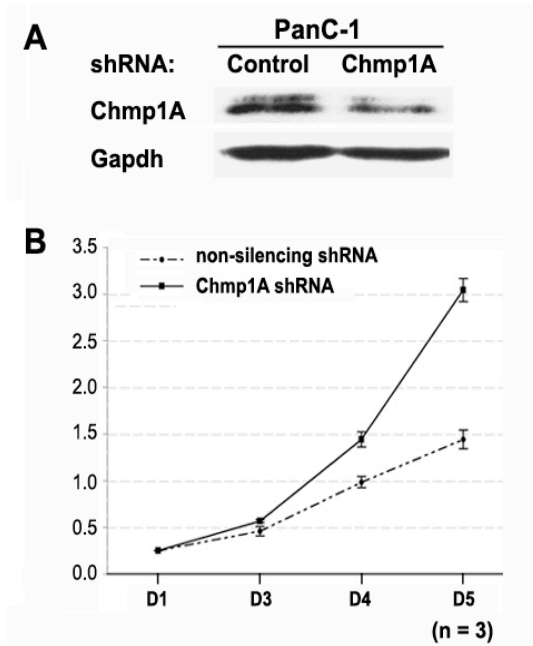 A
PanC-1
shRNA: Control Chmp1A
Chmp1A
Gapdh
B
3.5
non-silencing shRNA
Chmp1A shRNA
3.0
2.5
2.0
1.5
1.0
0.5
0.0
D1 D3 D4 D5
(n = 3)